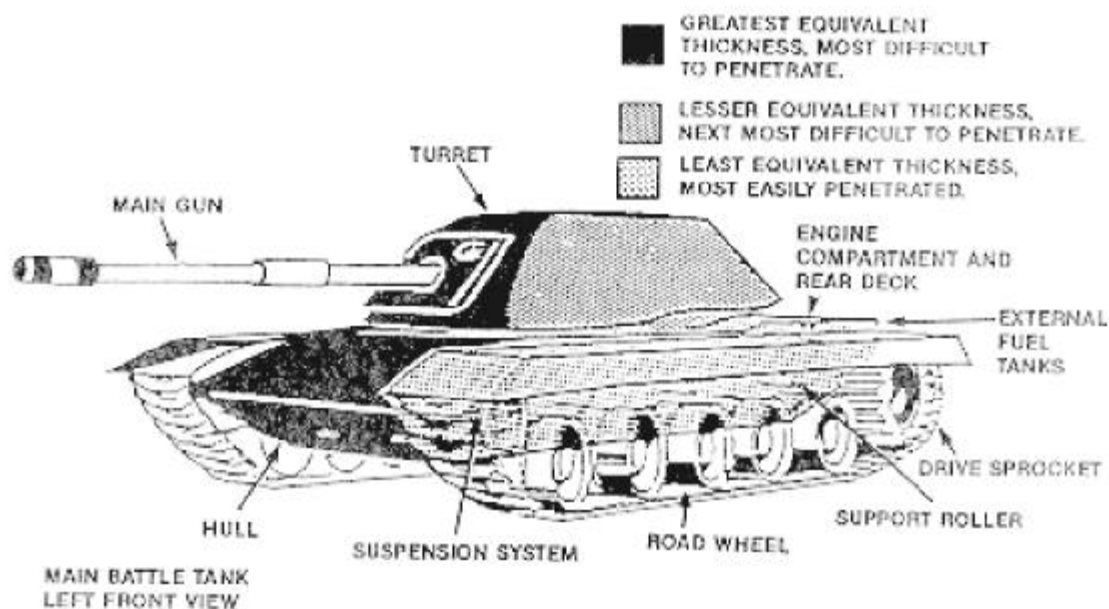 GREATEST EQUIVALENT
THICKNESS, MOST DIFFICULT
TO PENETRATE.
LESSER EQUIVALENT THICKNESS,
NEXT MOST DIFFICULT TO PENETRATE.
LEAST EQUIVALENT THICKNESS,
MOST EASILY PENETRATED.
TURRET
MAIN GUN
ENGINE
COMPARTMENT AND
REAR DECK
EXTERNAL
FUEL
TANKS
DRIVE SPROCKET
SUPPORT ROLLER
ROAD WHEEL
SUSPENSION SYSTEM
HULL
MAIN BATTLE TANK
LEFT FRONT VIEW